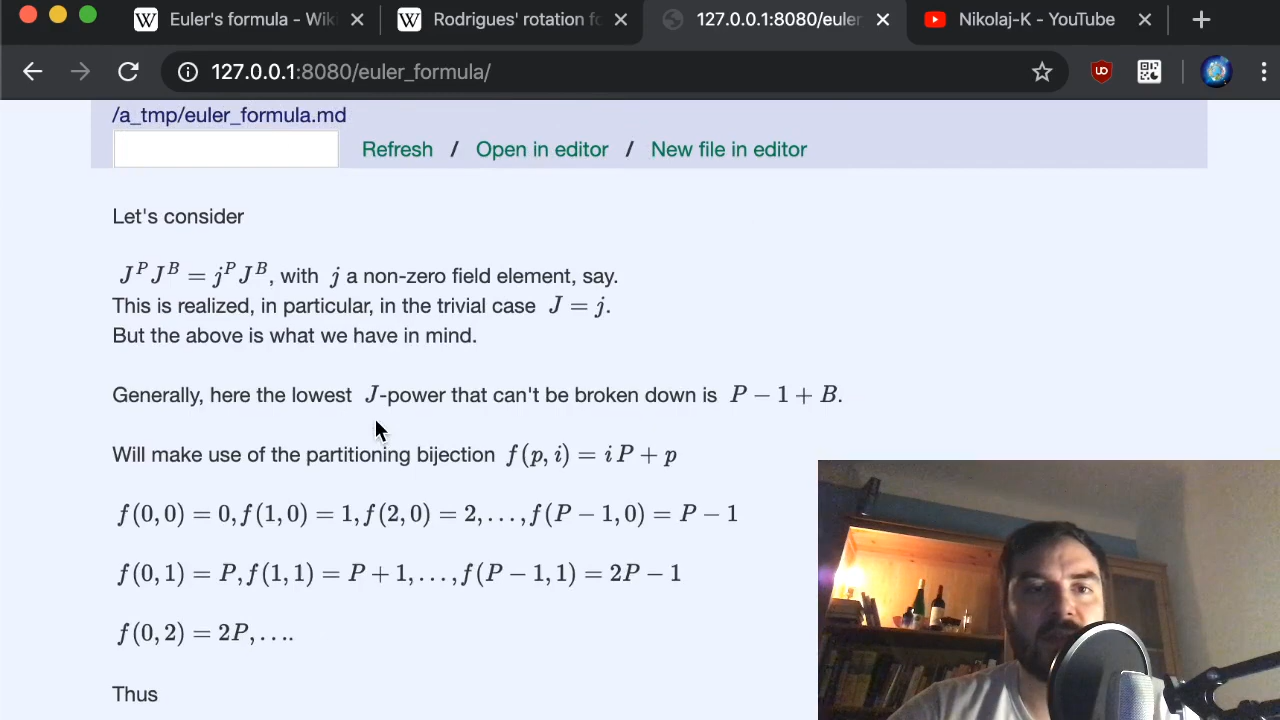 Euler's formula - Wiki
Rodrigues' rotation fo
127.0.0.1:8080/euler
Nikolaj-K - YouTube
127.0.0.1:8080/euler_formula/
/a_tmp/euler_formula.md
Refresh / Open in editor / New file in editor
Let's consider
J^P J^B = j^P J^B, with j a non-zero field element, say.
This is realized, in particular, in the trivial case J = j.
But the above is what we have in mind.
Generally, here the lowest J-power that can't be broken down is P − 1 + B.
Will make use of the partitioning bijection f(p, i) = i P + p
f(0, 0) = 0, f(1, 0) = 1, f(2, 0) = 2, . . . , f(P − 1, 0) = P − 1
f(0, 1) = P, f(1, 1) = P + 1, . . . , f(P − 1, 1) = 2P − 1
f(0, 2) = 2P, . . . .
Thus